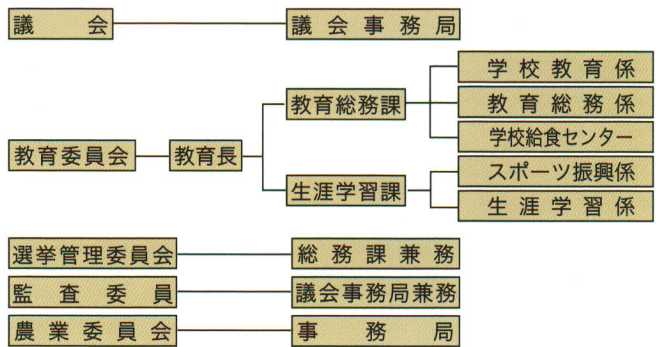 議会
議会事務局
教育委員会
教育長
教育総務課
学校教育係
教育総務係
学校給食センター
生涯学習課
スポーツ振興係
生涯学習係
選挙管理委員会
総務課兼務
監査委員
議会事務局兼務
農業委員会
事務局